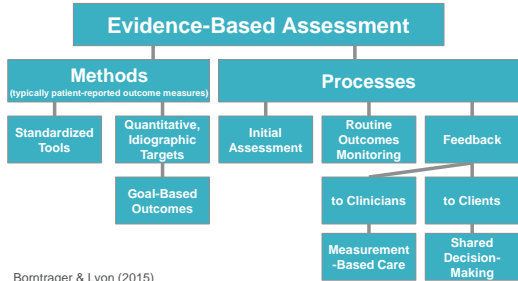 Evidence-Based Assessment
Methods
(typically patient-reported outcome measures)
Processes
Standardized
Tools
Quantitative,
Idiographic
Targets
Initial
Assessment
Routine
Outcomes
Monitoring
Feedback
Goal-Based
Outcomes
to Clinicians
to Clients
Measurement
-Based Care
Shared
Decision-
Making
Borntrager & Lyon (2015)